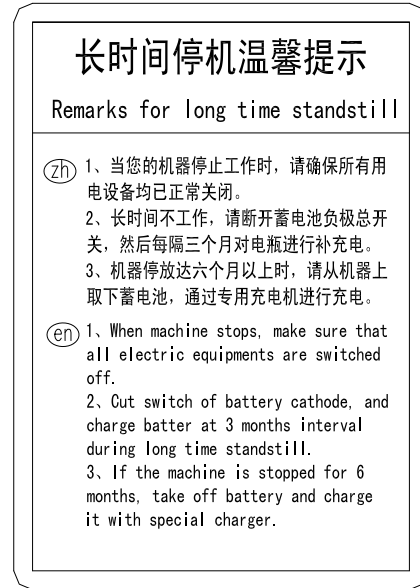 长时间停机温馨提示
Remarks for long time standstill
zh
1、当您的机器停止工作时，请确保所有用
电设备均已正常关闭。
2、长时间不工作，请断开蓄电池负极总开
关，然后每隔三个月对电瓶进行补充电。
3、机器停放达六个月以上时，请从机器上
取下蓄电池，通过专用充电机进行充电。
en
1、When machine stops, make sure that
all electric equipments are switched
off.
2、Cut switch of battery cathode, and
charge batter at 3 months interval
during long time standstill.
3、If the machine is stopped for 6
months, take off battery and charge
it with special charger.